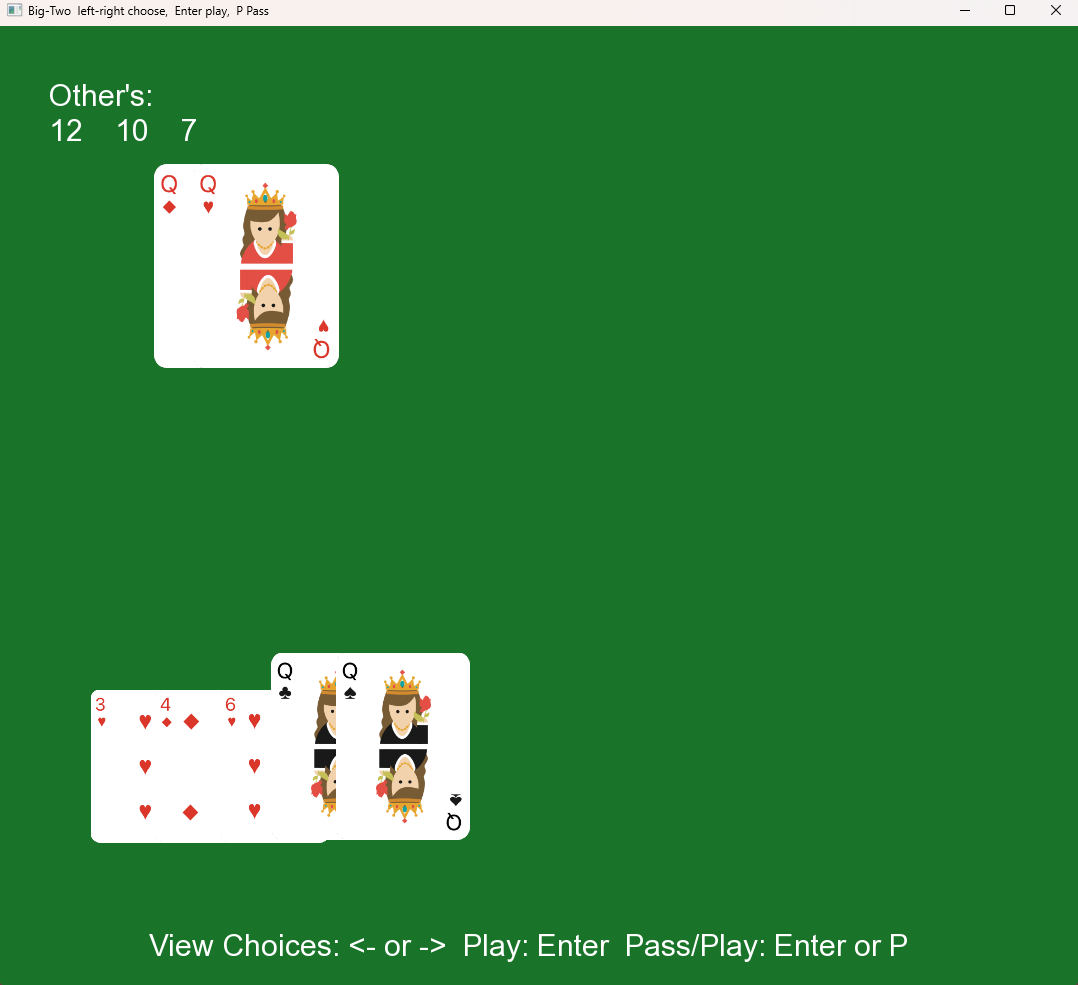 Big-Two  left-right choose,  Enter play,  P Pass
Other's:
12    10    7
Q Q
♦ ♥
♥
Q
Q Q
♣ ♠
3 4 6
♥ ♦ ♥
♠
Q
View Choices: <- or ->  Play: Enter  Pass/Play: Enter or P